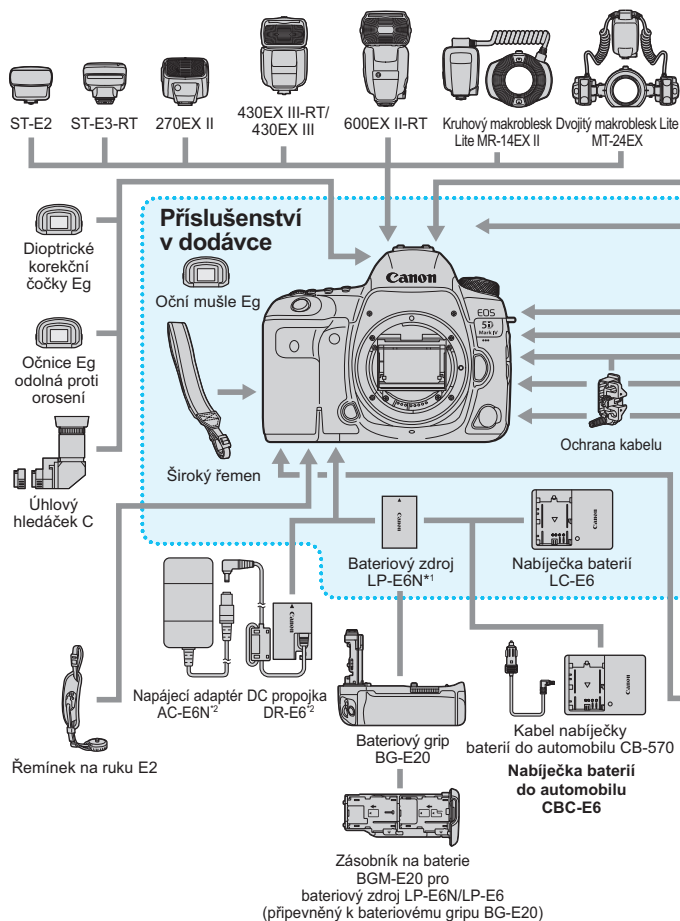 ST-E2
ST-E3-RT
270EX II
430EX III-RT/
430EX III
600EX II-RT
Kruhový makroblesk
Lite MR-14EX II
Dvojitý makroblesk Lite
MT-24EX
Příslušenství
v dodávce
Dioptrické
korekční
čočky Eg
Oční mušle Eg
Canon
EOS
5D
Mark IV
Očnice Eg
odolná proti
orosení
Široký řemen
Ochrana kabelu
Úhlový
hledáček C
Canon
Bateriový zdroj
LP-E6N*1
Canon
Nabíječka baterií
LC-E6
Canon
Napájecí adaptér
AC-E6N*2
DC propojka
DR-E6*2
Řemínek na ruku E2
Bateriový grip
BG-E20
Canon
Kabel nabíječky
baterií do automobilu CB-570
Nabíječka baterií
do automobilu
CBC-E6
Zásobník na baterie
BGM-E20 pro
bateriový zdroj LP-E6N/LP-E6
(připevněný k bateriovému gripu BG-E20)